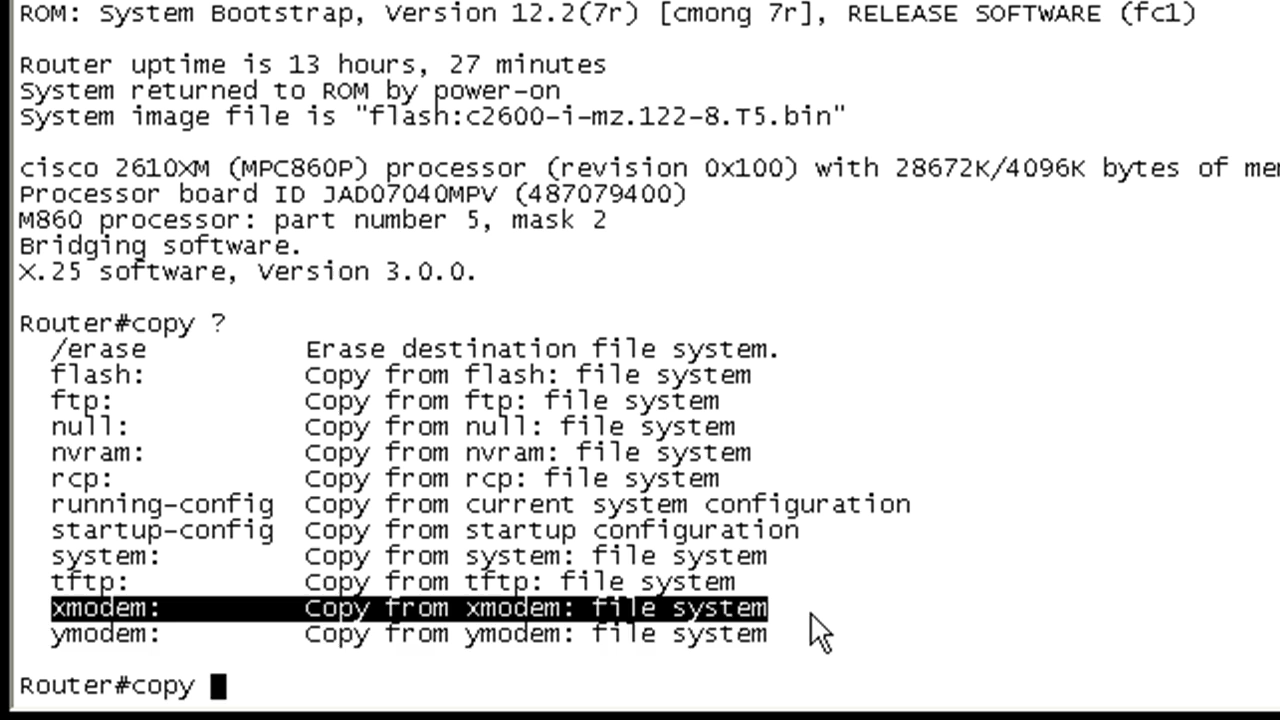 ROM: System Bootstrap, Version 12.2(7r) [cmong 7r], RELEASE SOFTWARE (fc1)
Router uptime is 13 hours, 27 minutes
System returned to ROM by power-on
System image file is "flash:c2600-i-mz.122-8.T5.bin"
cisco 2610XM (MPC860P) processor (revision 0x100) with 28672K/4096K bytes of
Processor board ID JAD07040MPV (487079400)
M860 processor: part number 5, mask 2
Bridging software.
X.25 software, Version 3.0.0.
Router#copy ?
/erase Erase destination file system.
flash: Copy from flash: file system
ftp: Copy from ftp: file system
null: Copy from null: file system
nvram: Copy from nvram: file system
rcp: Copy from rcp: file system
running-config Copy from current system configuration
startup-config Copy from startup configuration
system: Copy from system: file system
tftp: Copy from tftp: file system
xmodem: Copy from xmodem: file system
ymodem: Copy from ymodem: file system
Router#copy